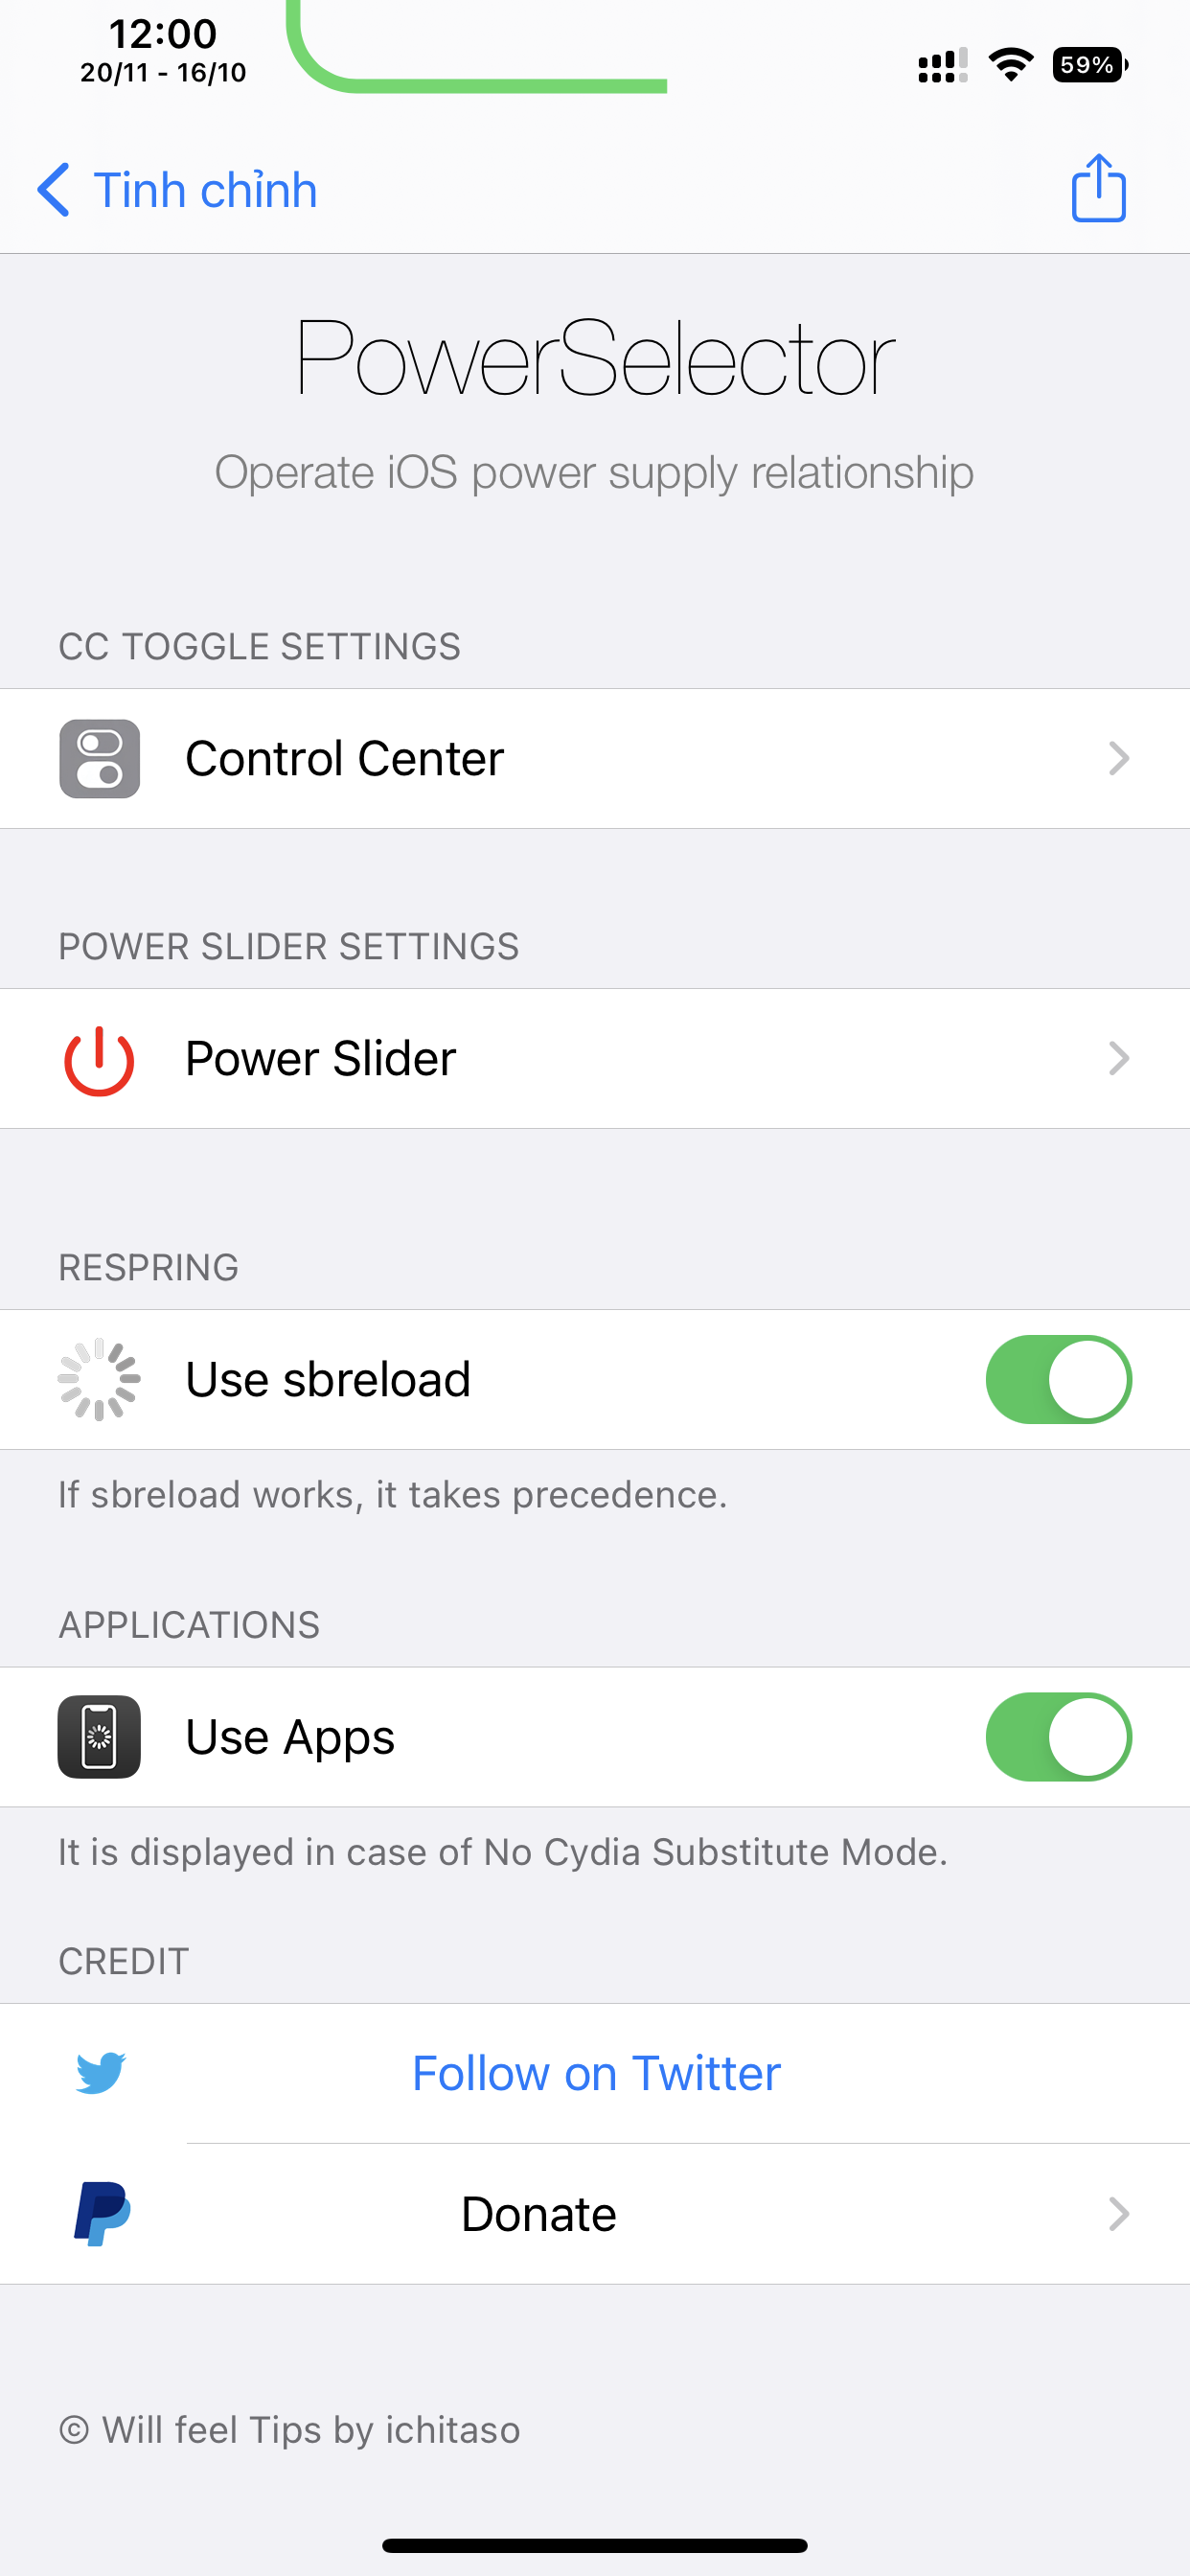 12:00
20/11 - 16/10
59%
Tinh chỉnh
PowerSelector
Operate iOS power supply relationship
CC TOGGLE SETTINGS
Control Center
POWER SLIDER SETTINGS
Power Slider
RESPRING
Use sbreload
If sbreload works, it takes precedence.
APPLICATIONS
Use Apps
It is displayed in case of No Cydia Substitute Mode.
CREDIT
Follow on Twitter
Donate
© Will feel Tips by ichitaso